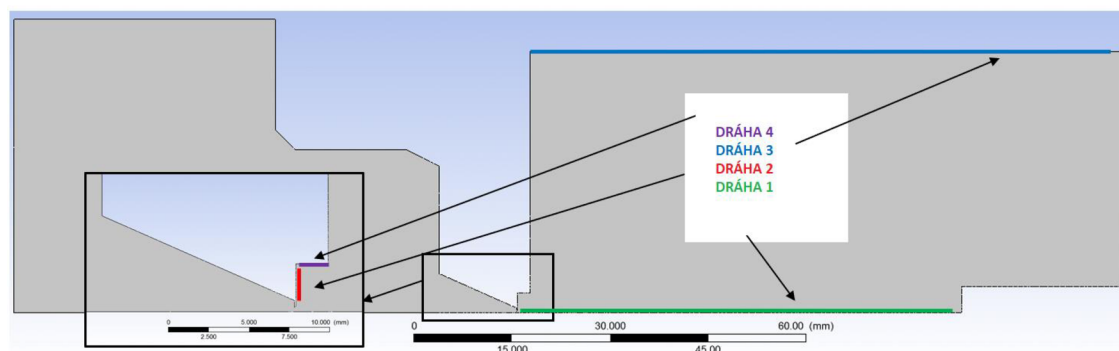 DRÁHA 4
DRÁHA 3
DRÁHA 2
DRÁHA 1
0 5.000 10.000 (mm)
2.500 7.500
0 30.000 60.00 (mm)
15.000 45.00